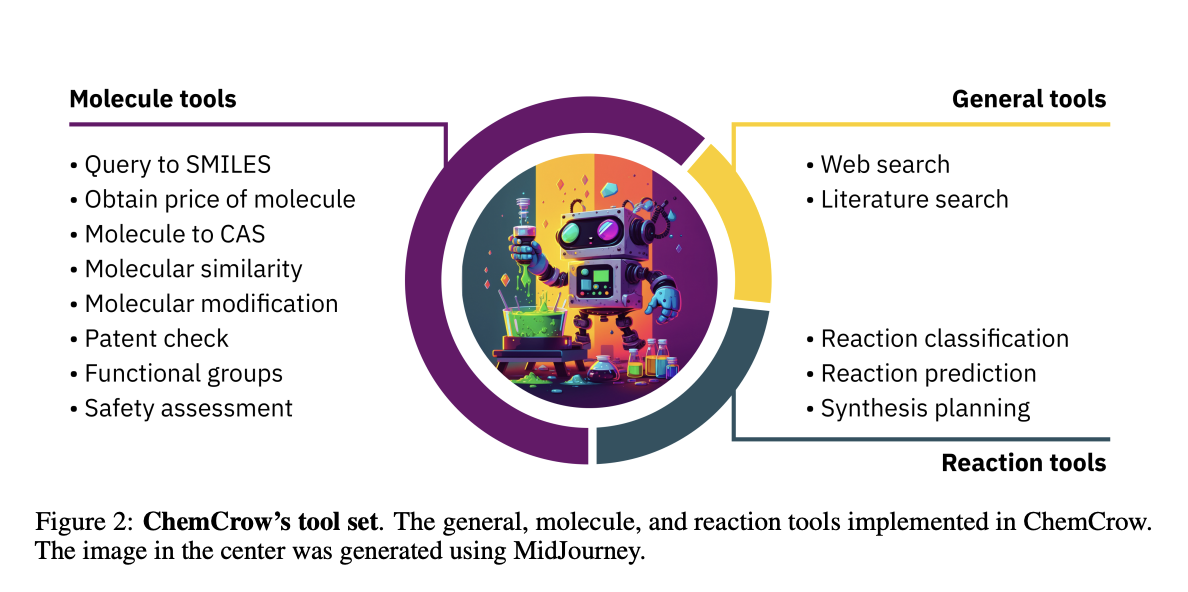 Molecule tools
• Query to SMILES
• Obtain price of molecule
• Molecule to CAS
• Molecular similarity
• Molecular modification
• Patent check
• Functional groups
• Safety assessment
General tools
• Web search
• Literature search
• Reaction classification
• Reaction prediction
• Synthesis planning
Reaction tools
Figure 2: ChemCrow’s tool set. The general, molecule, and reaction tools implemented in ChemCrow.
The image in the center was generated using MidJourney.